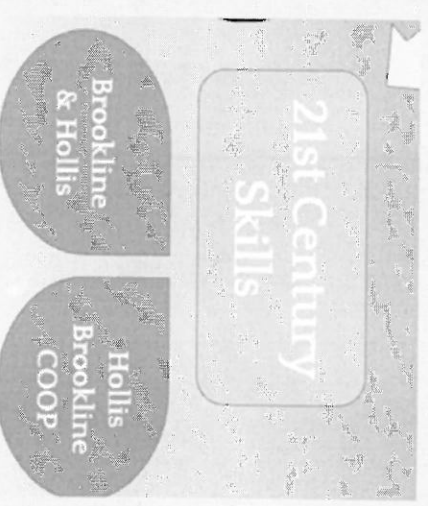 21st Century
Skills
Brookline
& Hollis
Hollis
Brookline
COOP